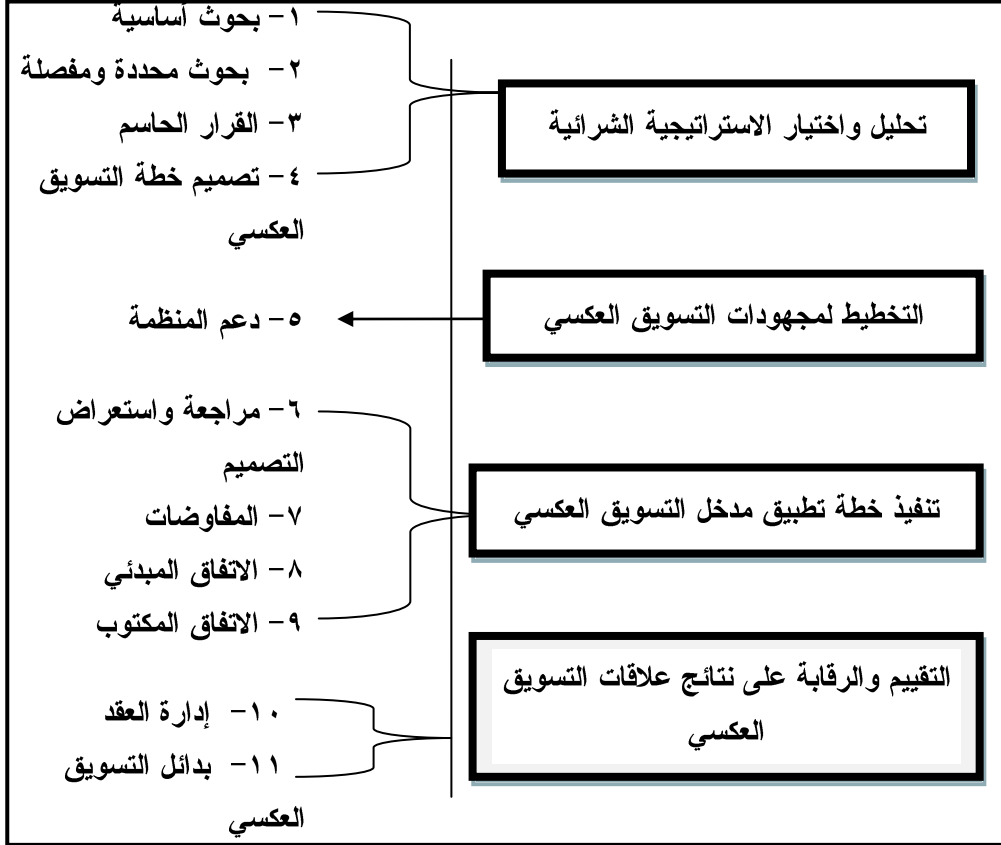 تحليل واختيار الاستراتيجية الشرائية
١- بحوث أساسية
٢- بحوث محددة ومفصلة
٣- القرار الحاسم
٤- تصميم خطة التسويق
العكسي
التخطيط لمجهودات التسويق العكسي
٥- دعم المنظمة
تنفيذ خطة تطبيق مدخل التسويق العكسي
٦- مراجعة واستعراض
التصميم
٧- المفاوضات
٨- الاتفاق المبدئي
٩- الاتفاق المكتوب
التقييم والرقابة على نتائج علاقات التسويق
العكسي
١٠- إدارة العقد
١١- بدائل التسويق
العكسي